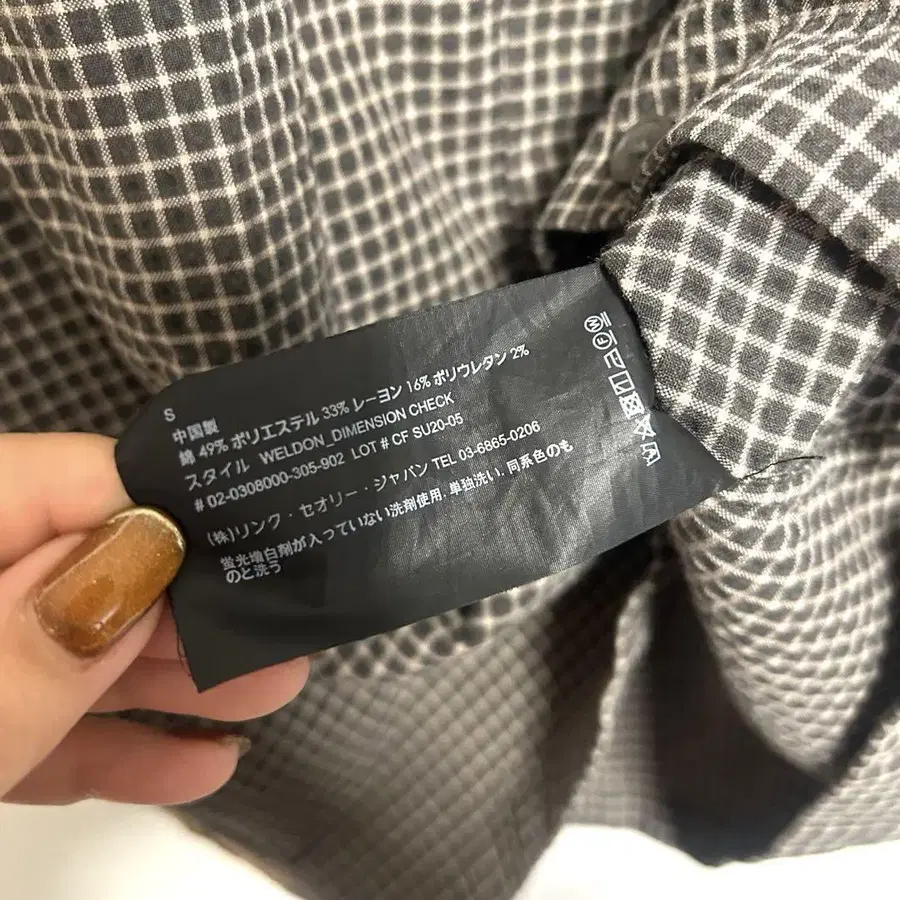 S
中国製
綿 49% ポリエステル 33% レーヨン 16% ポリウレタン 2%
スタイル WELDON_DIMENSION CHECK
# 02-0308000-305-902 LOT # CF SU20-05
(株)リンク・セオリー・ジャパン TEL 03-6865-0206
蛍光増白剤が入っていない洗剤使用. 単独洗い. 同系色のも
のと洗う